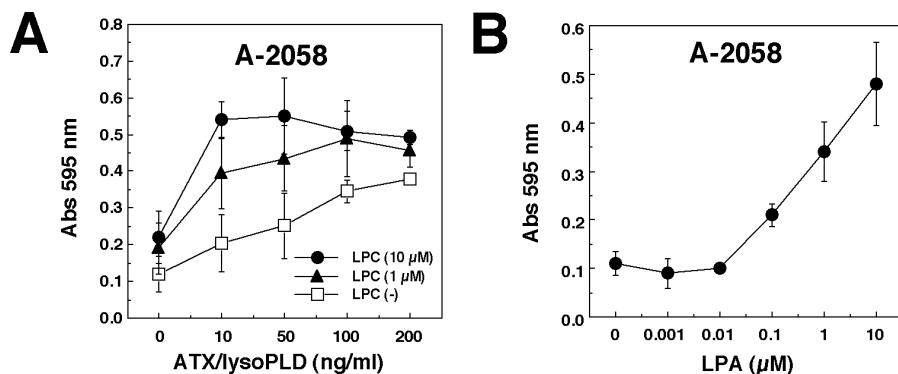 A
A-2058
Abs 595 nm
0.8
0.7
0.6
0.5
0.4
0.3
0.2
0.1
0.0
LPC (10 µM)
LPC (1 µM)
LPC (-)
0 10 50 100 200
ATX/lysoPLD (ng/ml)
B
A-2058
Abs 595 nm
0.6
0.5
0.4
0.3
0.2
0.1
0.0
0 0.001 0.01 0.1 1 10
LPA (µM)